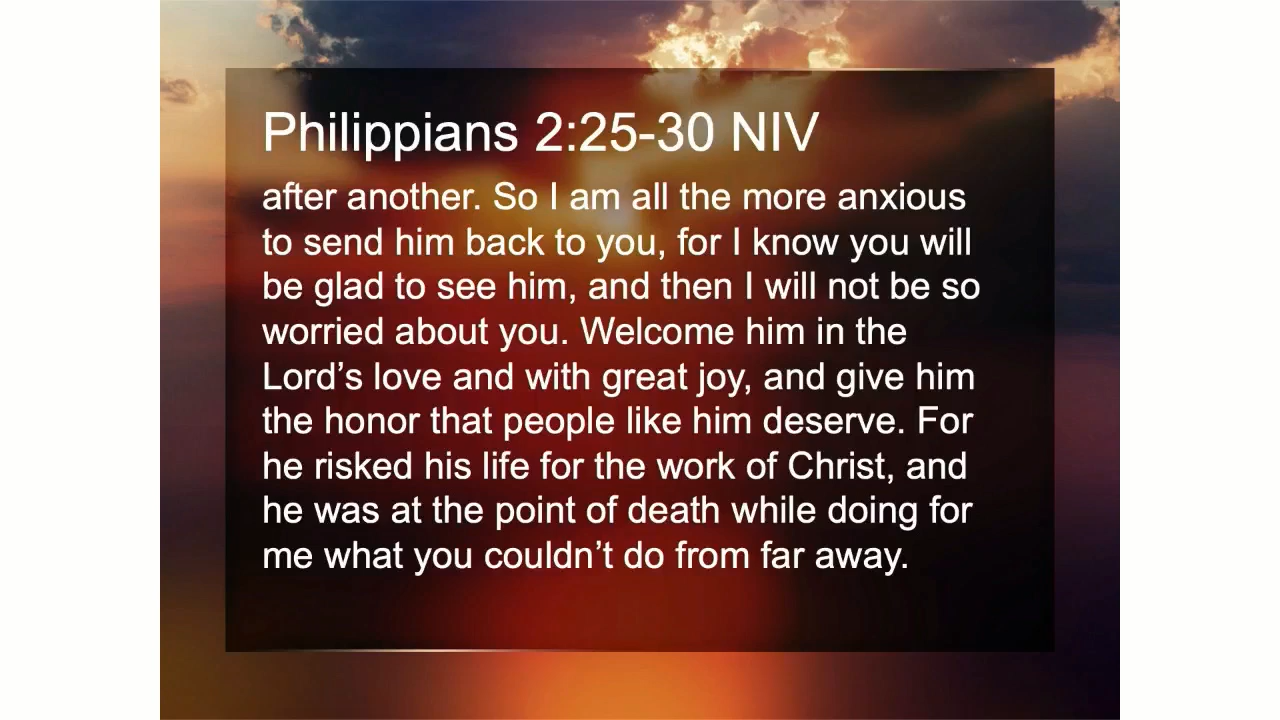 Philippians 2:25-30 NIV
after another. So I am all the more anxious
to send him back to you, for I know you will
be glad to see him, and then I will not be so
worried about you. Welcome him in the
Lord’s love and with great joy, and give him
the honor that people like him deserve. For
he risked his life for the work of Christ, and
he was at the point of death while doing for
me what you couldn’t do from far away.